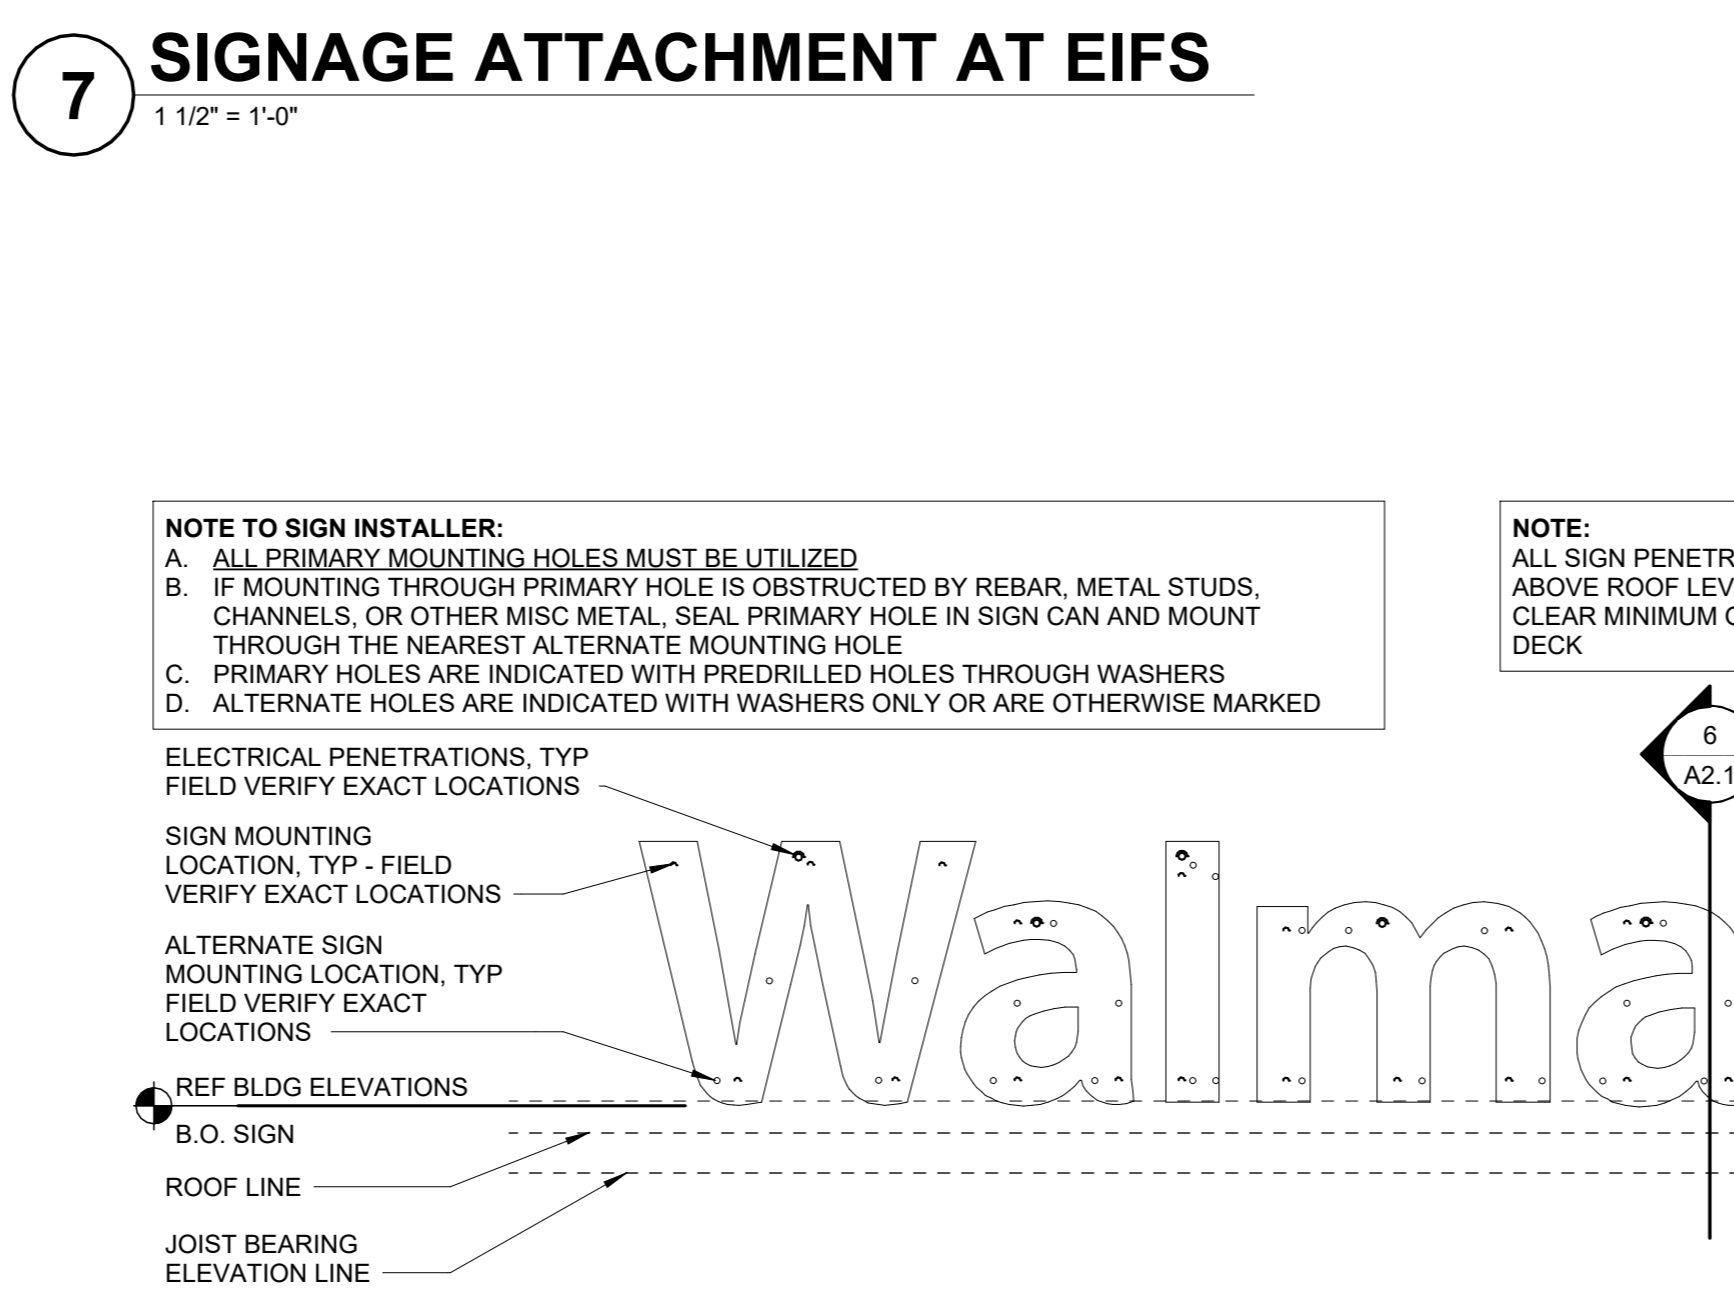 7
SIGNAGE ATTACHMENT AT EIFS
1 1/2" = 1'-0"
NOTE TO SIGN INSTALLER:
A. ALL PRIMARY MOUNTING HOLES MUST BE UTILIZED
B. IF MOUNTING THROUGH PRIMARY HOLE IS OBSTRUCTED BY REBAR, METAL STUDS,
CHANNELS, OR OTHER MISC METAL, SEAL PRIMARY HOLE IN SIGN CAN AND MOUNT
THROUGH THE NEAREST ALTERNATE MOUNTING HOLE
C. PRIMARY HOLES ARE INDICATED WITH PREDRILLED HOLES THROUGH WASHERS
D. ALTERNATE HOLES ARE INDICATED WITH WASHERS ONLY OR ARE OTHERWISE MARKED
NOTE:
ALL SIGN PENETR
ABOVE ROOF LEV
CLEAR MINIMUM
DECK
6
A2.1
ELECTRICAL PENETRATIONS, TYP
FIELD VERIFY EXACT LOCATIONS
SIGN MOUNTING
LOCATION, TYP - FIELD
VERIFY EXACT LOCATIONS
ALTERNATE SIGN
MOUNTING LOCATION, TYP
FIELD VERIFY EXACT
LOCATIONS
Walma
REF BLDG ELEVATIONS
B.O. SIGN
ROOF LINE
JOIST BEARING
ELEVATION LINE